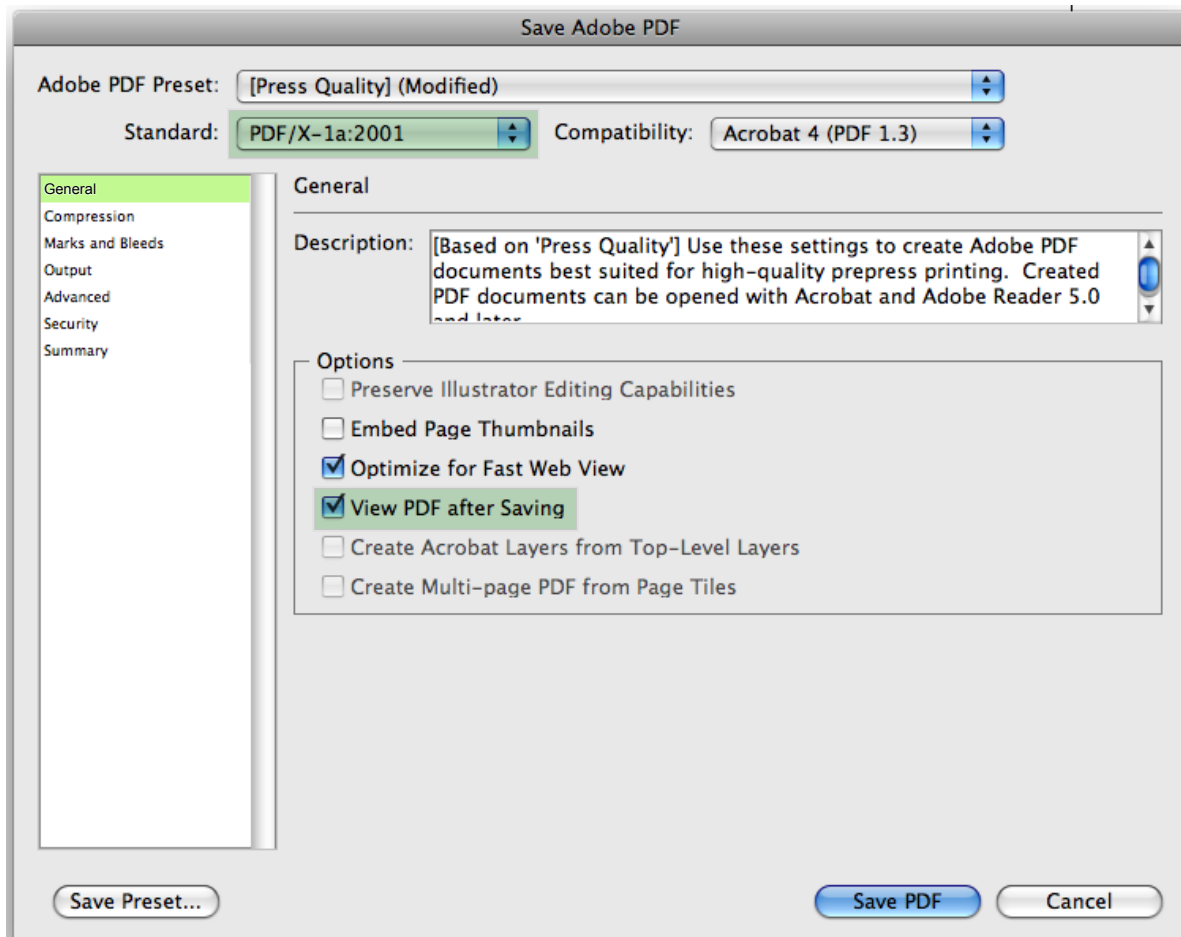 Save Adobe PDF
Adobe PDF Preset: [Press Quality] (Modified)
Standard: PDF/X-1a:2001 Compatibility: Acrobat 4 (PDF 1.3)
General
Compression
Marks and Bleeds
Output
Advanced
Security
Summary
General
Description: [Based on 'Press Quality'] Use these settings to create Adobe PDF
documents best suited for high-quality prepress printing.  Created
PDF documents can be opened with Acrobat and Adobe Reader 5.0
and later
Options
Preserve Illustrator Editing Capabilities
Embed Page Thumbnails
Optimize for Fast Web View
View PDF after Saving
Create Acrobat Layers from Top-Level Layers
Create Multi-page PDF from Page Tiles
Save Preset... Save PDF Cancel